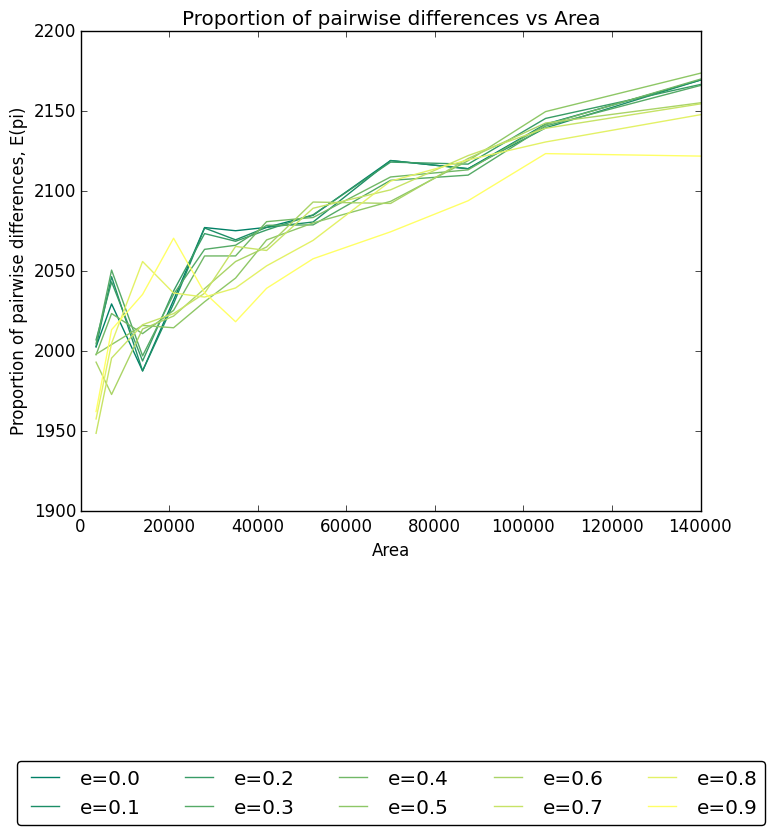 Proportion of pairwise differences vs Area
2200
2150
2100
2050
2000
1950
1900
Proportion of pairwise differences, E(pi)
0 20000 40000 60000 80000 100000 120000 140000
Area
e=0.0 e=0.2 e=0.4 e=0.6 e=0.8
e=0.1 e=0.3 e=0.5 e=0.7 e=0.9